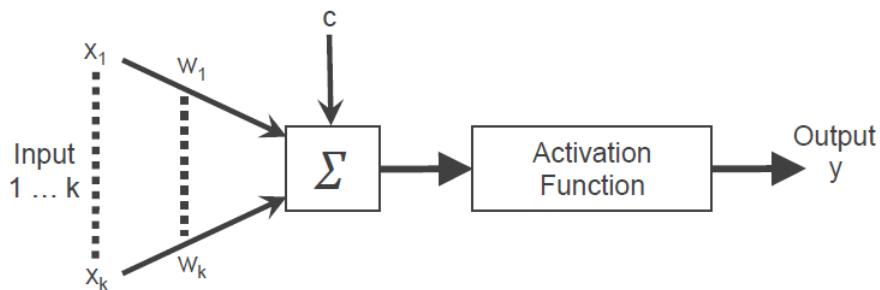 c
x₁
w₁
Input
1 ... k
Σ
Activation
Function
Output
y
xₖ
wₖ